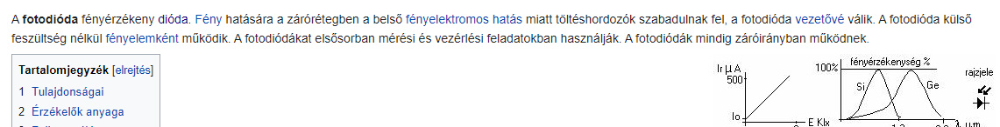 A fotodióda fényérzékeny dióda. Fény hatására a zárórétegben a belső fényelektromos hatás miatt töltéshordozók szabadulnak fel, a fotodióda vezetővé válik. A fotodióda külső
feszültség nélkül fényelemként működik. A fotodiódákat elsősorban mérési és vezérlési feladatokban használják. A fotodiódák mindig záróirányban működnek.
Tartalomjegyzék [elrejtés]
1 Tulajdonságai
2 Érzékelők anyaga
Ir µ A
500
Io
E Klx
fényérzékenység %
100%
Si
Ge
rajzjele